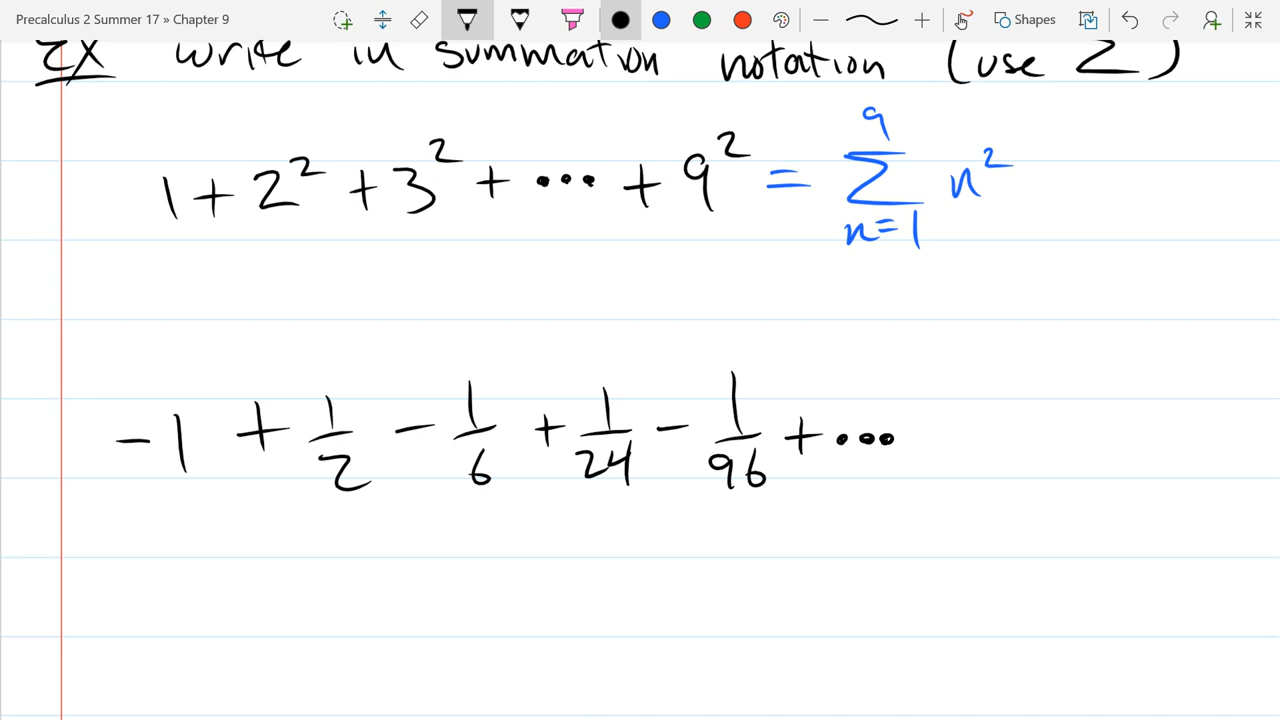 Precalculus 2 Summer 17 » Chapter 9
Shapes
Ex write in summation notation (use Σ)
1 + 2² + 3² + ••• + 9² = 9 Σ n=1 n²
-1 + 1/2 - 1/6 + 1/24 - 1/96 + •••